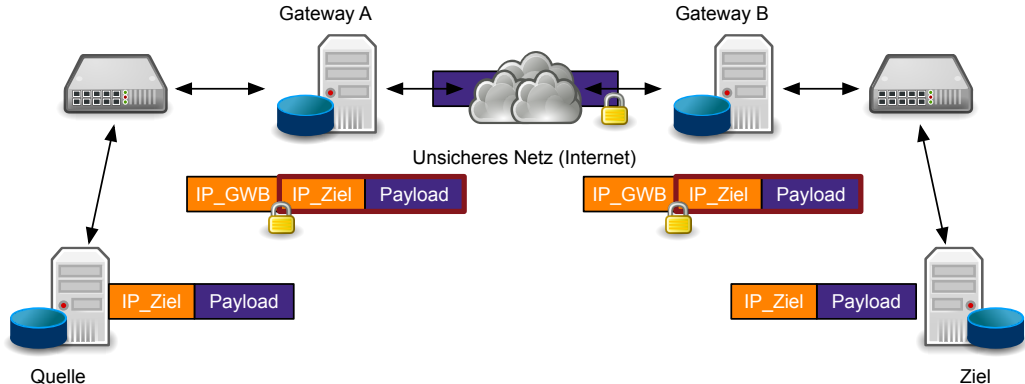 Gateway A
Gateway B
Unsicheres Netz (Internet)
IP_GWB IP_Ziel Payload
IP_GWB IP_Ziel Payload
IP_Ziel Payload
IP_Ziel Payload
Quelle
Ziel